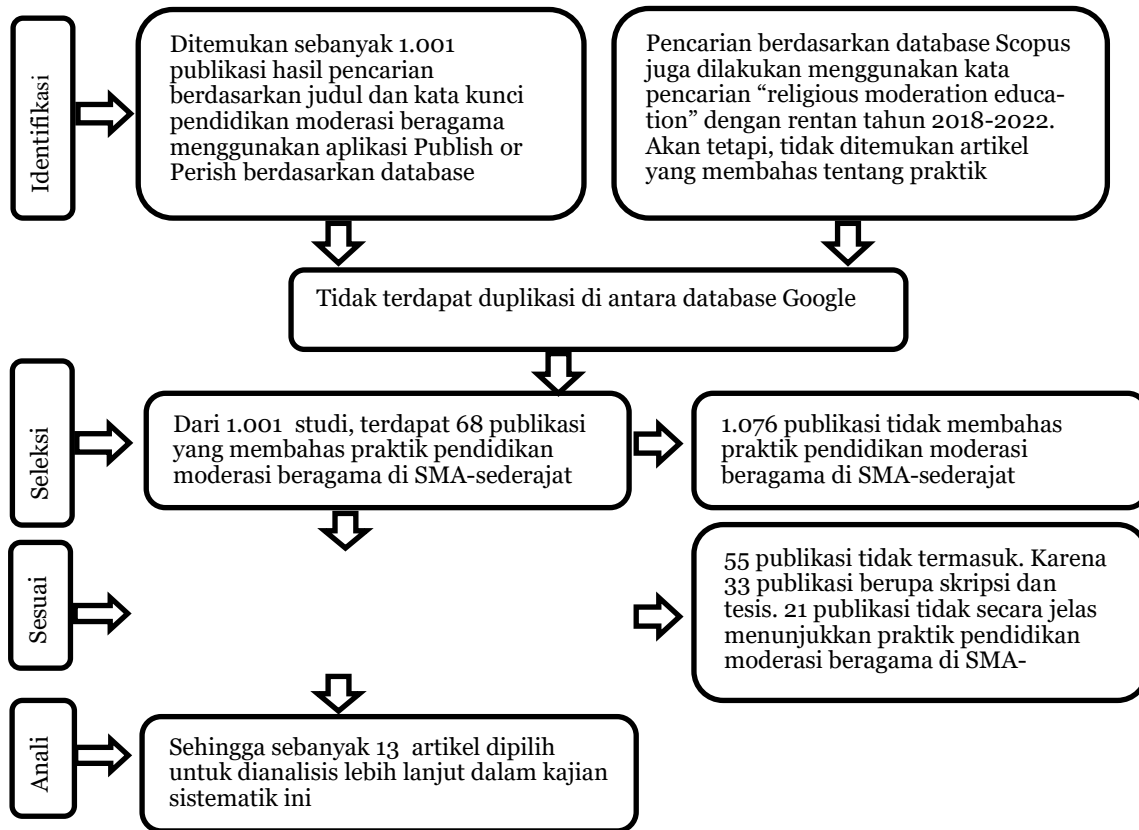 Identifikasi
Ditemukan sebanyak 1.001
publikasi hasil pencarian
berdasarkan judul dan kata kunci
pendidikan moderasi beragama
menggunakan aplikasi Publish or
Perish berdasarkan database
Pencarian berdasarkan database Scopus
juga dilakukan menggunakan kata
pencarian “religious moderation educa-
tion” dengan rentan tahun 2018-2022.
Akan tetapi, tidak ditemukan artikel
yang membahas tentang praktik
Tidak terdapat duplikasi di antara database Google
Seleksi
Dari 1.001 studi, terdapat 68 publikasi
yang membahas praktik pendidikan
moderasi beragama di SMA-sederajat
1.076 publikasi tidak membahas
praktik pendidikan moderasi
beragama di SMA-sederajat
Sesuai
55 publikasi tidak termasuk. Karena
33 publikasi berupa skripsi dan
tesis. 21 publikasi tidak secara jelas
menunjukkan praktik pendidikan
moderasi beragama di SMA-
Anali
Sehingga sebanyak 13 artikel dipilih
untuk dianalisis lebih lanjut dalam kajian
sistematik ini